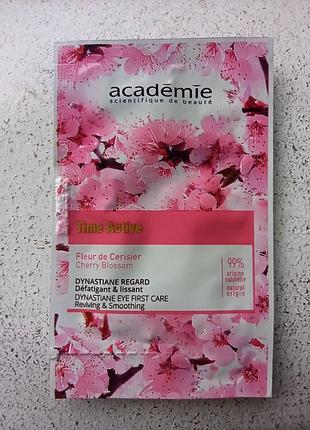 académie
scientifique de beauté
Time Active
Fleur de Cerisier
Cherry Blossom
DYNASTIANE REGARD
Défatigant & lissant
DYNASTIANE EYE FIRST CARE
Reviving & Smoothing
99%
origine
naturelle
natural
origin